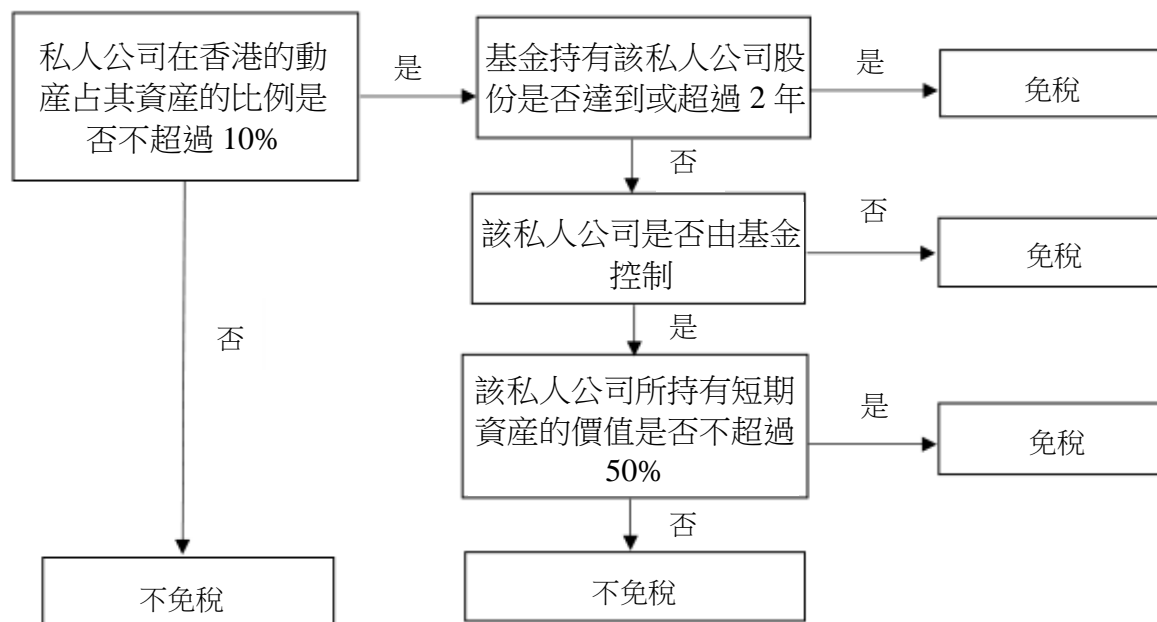 私人公司在香港的動
產占其資產的比例是
否不超過 10%
是
基金持有該私人公司股
份是否達到或超過 2 年
是
免稅
否
該私人公司是否由基金
控制
否
免稅
是
該私人公司所持有短期
資產的價值是否不超過
50%
是
免稅
否
不免稅
否
不免稅